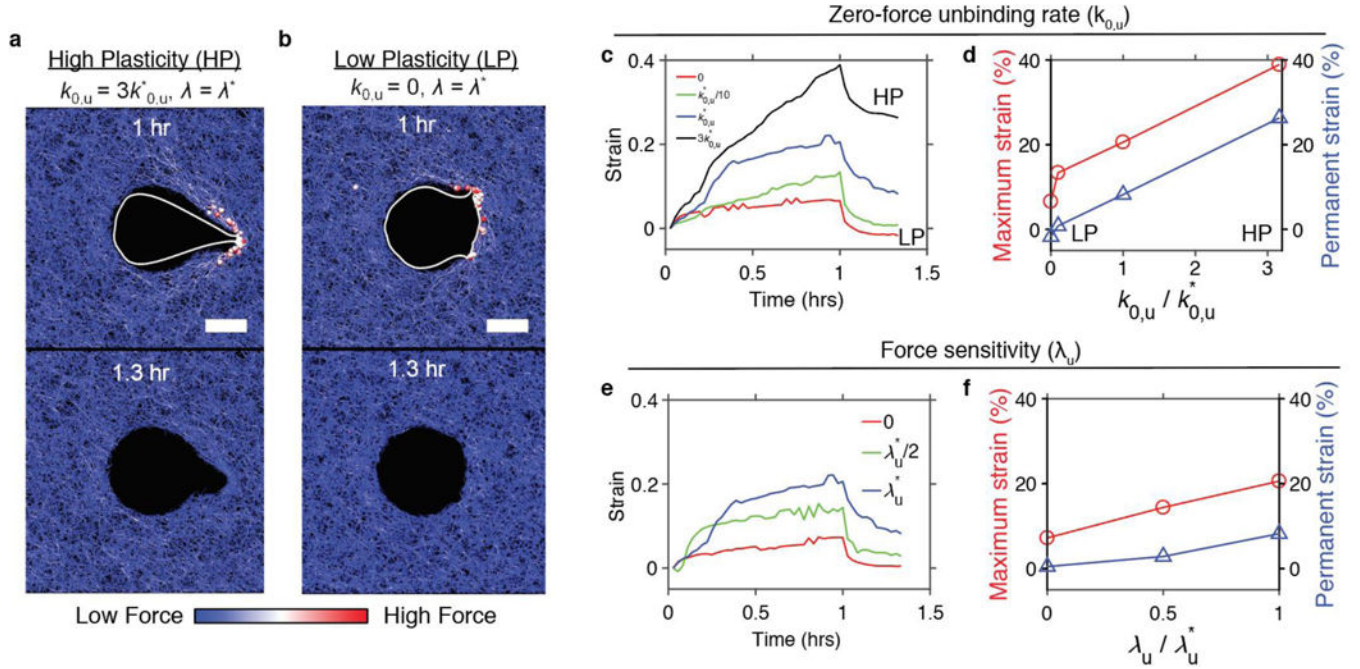 a
High Plasticity (HP)
k0,u = 3k*0,u, λ = λ*
1 hr
1.3 hr
b
Low Plasticity (LP)
k0,u = 0, λ = λ*
1 hr
1.3 hr
Low Force
High Force
Zero-force unbinding rate (k0,u)
c
0.4
0.2
0
Strain
0
k*0,u/10
k*0,u
3k*0,u
HP
LP
0
0.5
1
1.5
Time (hrs)
d
Maximum strain (%)
40
20
0
LP
HP
40
20
0
Permanent strain (%)
0
1
2
3
k0,u / k*0,u
Force sensitivity (λu)
e
0.4
0.2
0
Strain
0
λu*/2
λu*
0
0.5
1
1.5
Time (hrs)
f
Maximum strain (%)
40
20
0
40
20
0
Permanent strain (%)
0
0.5
1
λu / λu*